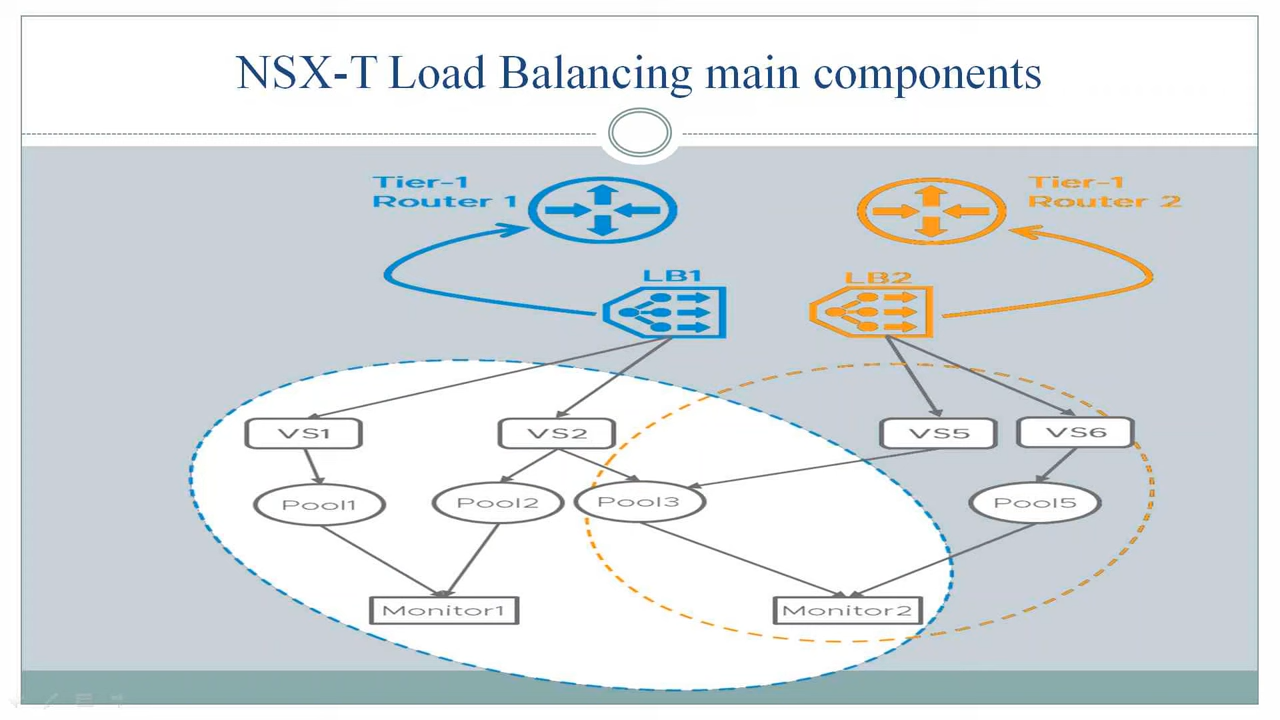 NSX-T Load Balancing main components
Tier-1
Router 1
Tier-1
Router 2
LB1
LB2
VS1
VS2
VS5
VS6
Pool1
Pool2
Pool3
Pool5
Monitor1
Monitor2